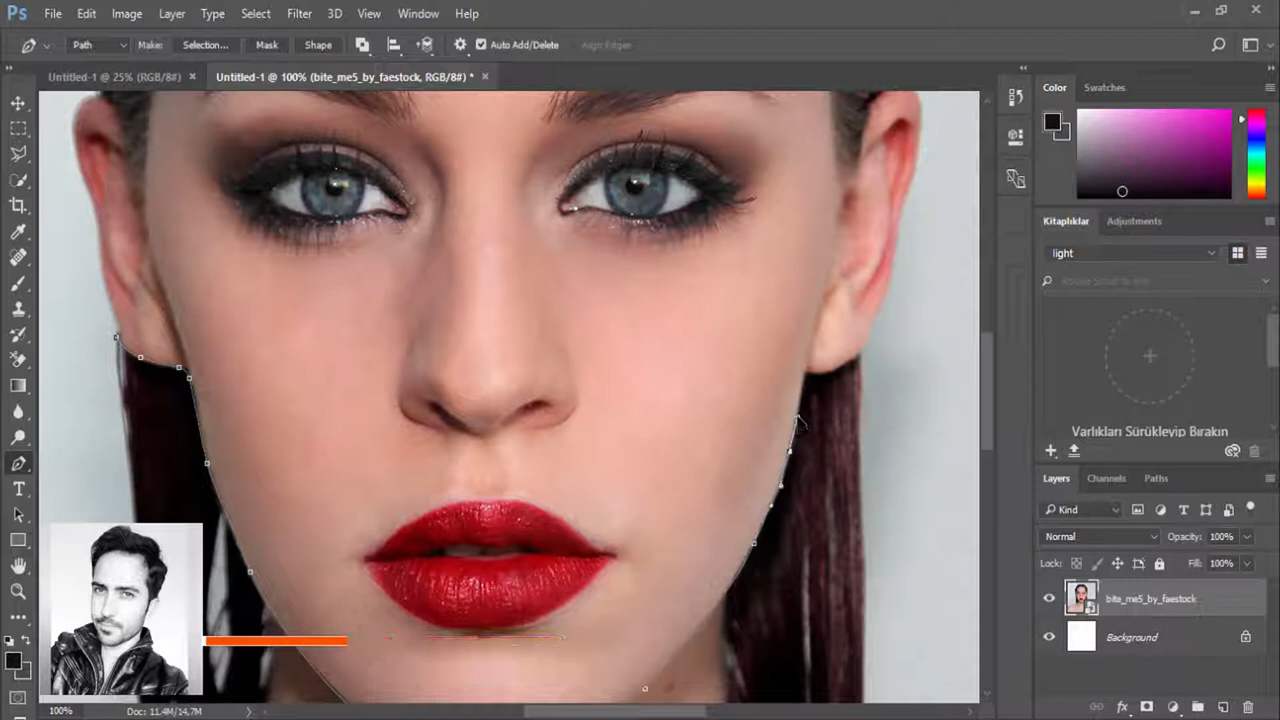 Ps File Edit Image Layer Type Select Filter 3D View Window Help
Path Make: Selection... Mask Shape Auto Add/Delete Align Edges
Untitled-1 @ 25% (RGB/8#) Untitled-1 @ 100% (bite_me5_by_faestock, RGB/8#) *
Color Swatches
Kitaplıklar Adjustments
light
Varlıkları Sürükleyip Bırakın
Layers Channels Paths
Kind
Normal Opacity: 100%
Lock: Fill: 100%
bite_me5_by_faestock
Background
100% Doc: 11.4M/14,7M